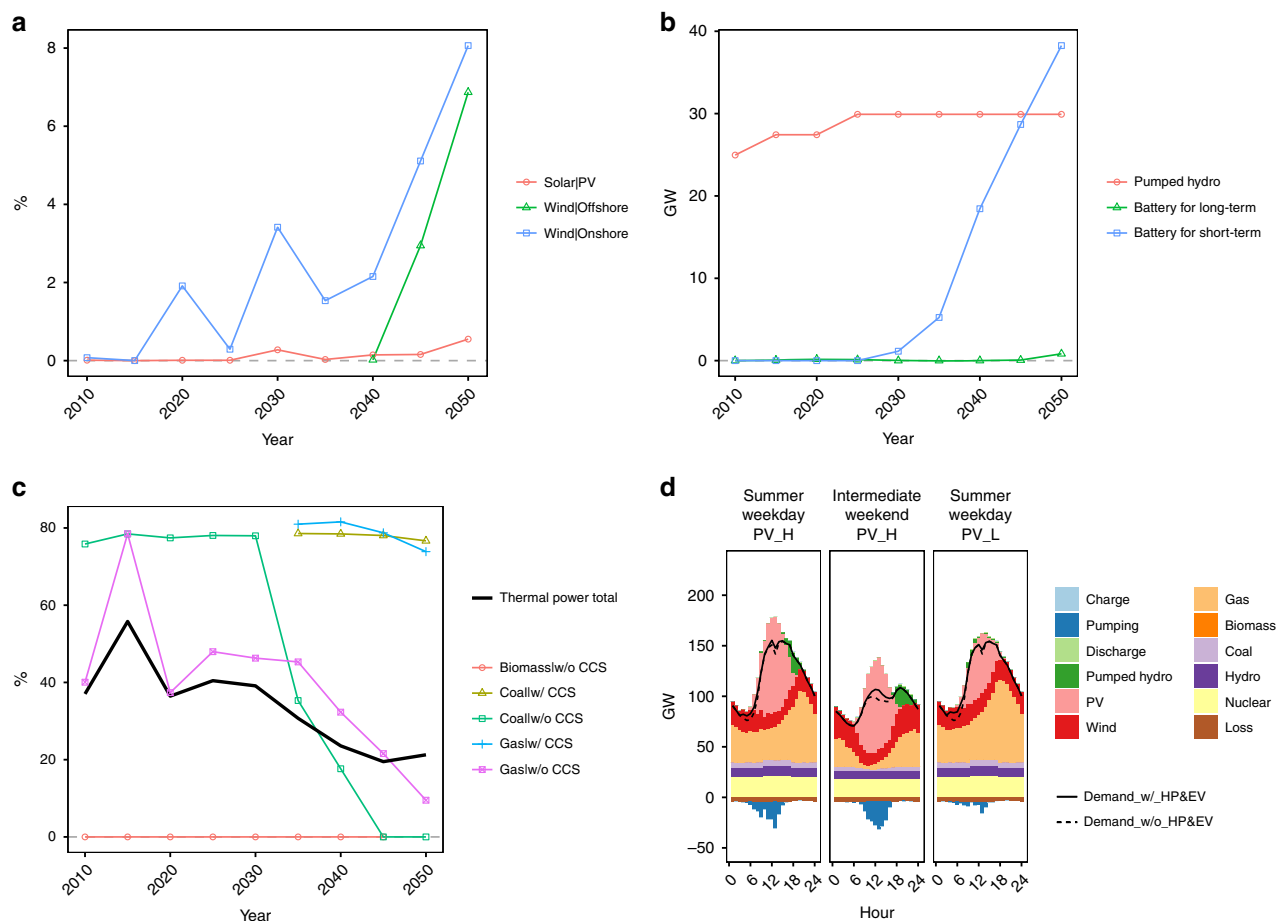 a
8
6
4
2
0
%
2010
2020
2030
2040
2050
Year
Solar|PV
Wind|Offshore
Wind|Onshore
b
40
30
20
10
0
GW
2010
2020
2030
2040
2050
Year
Pumped hydro
Battery for long-term
Battery for short-term
c
80
60
40
20
0
%
2010
2020
2030
2040
2050
Year
Thermal power total
Biomasslw/o CCS
Coallw/ CCS
Coallw/o CCS
Gaslw/ CCS
Gaslw/o CCS
d
Summer
weekday
PV_H
Intermediate
weekend
PV_H
Summer
weekday
PV_L
200
150
100
50
0
−50
GW
0 6 12 18 24
0 6 12 18 24
0 6 12 18 24
Hour
Charge
Pumping
Discharge
Pumped hydro
PV
Wind
Gas
Biomass
Coal
Hydro
Nuclear
Loss
Demand_w/_HP&EV
Demand_w/o_HP&EV